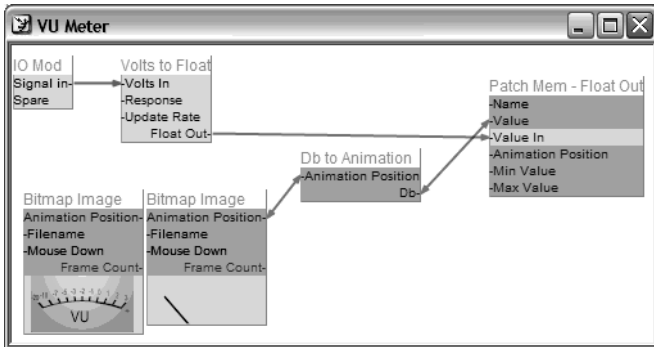 VU Meter
IO Mod
Signal in-
Spare
Volts to Float
-Volts In
-Response
-Update Rate
Float Out-
Patch Mem - Float Out
-Name
-Value
-Value In
-Animation Position
-Min Value
-Max Value
Db to Animation
-Animation Position
Db-
Bitmap Image
Animation Position-
-Filename
-Mouse Down
Frame Count-
VU
Bitmap Image
Animation Position-
-Filename
-Mouse Down
Frame Count-